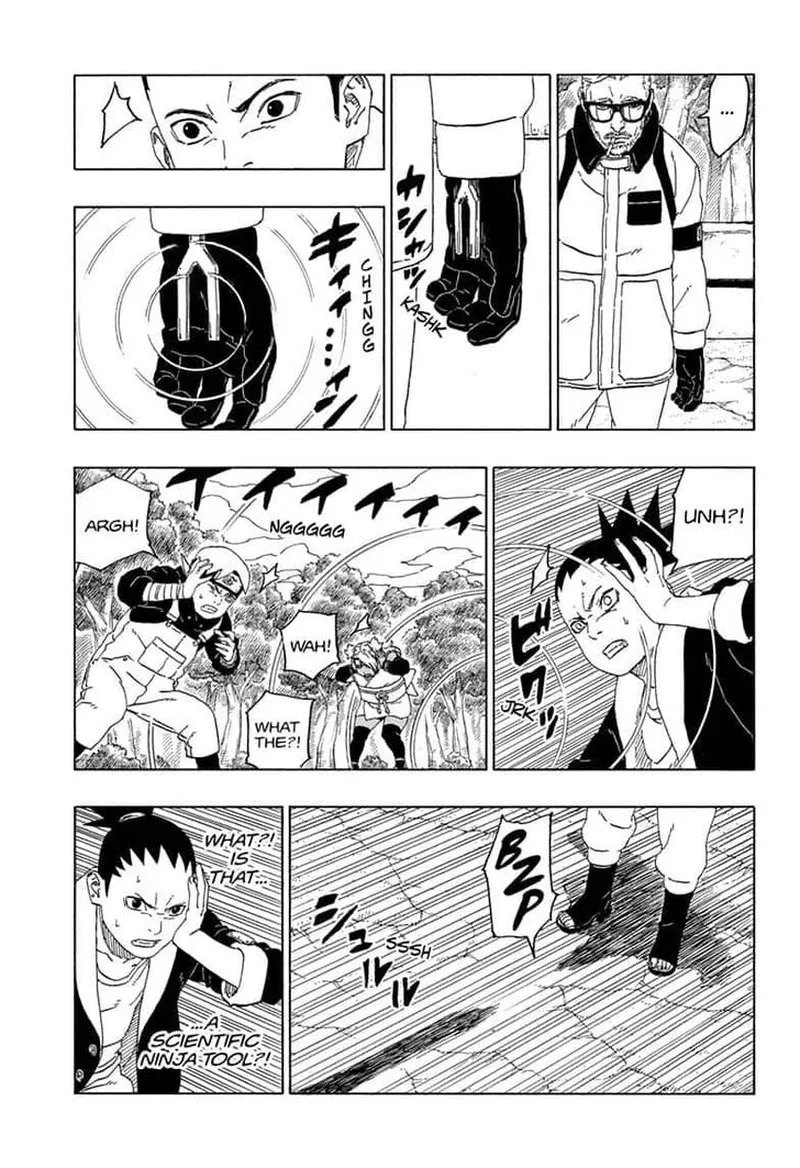 ...
カシャッ
KASHK
キィィ…ィン
CHINGG
UNH?!
ビクッ
JRK
イイイイイイ
NGGGGG
ARGH!
WAH!
WHAT
THE?!
BZP
シュルル
SSSH
WHAT?!
IS
THAT...
...A
SCIENTIFIC
NINJA TOOL?!